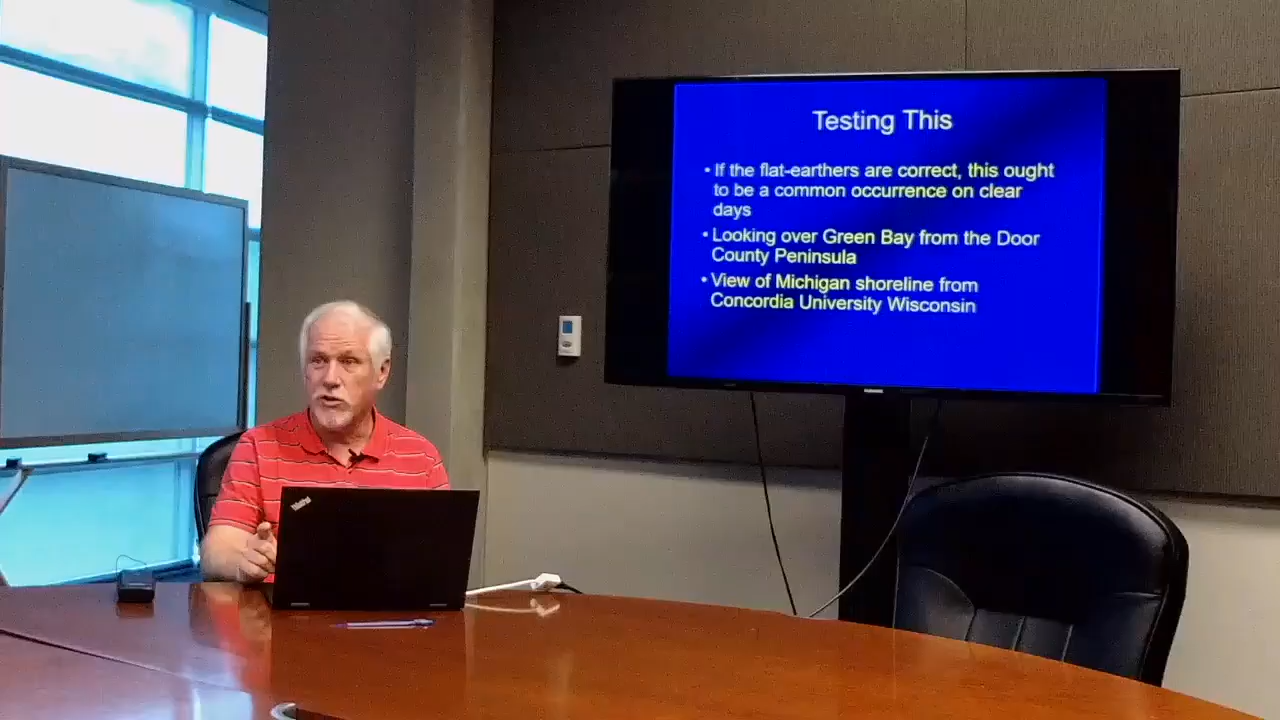 Testing This
• If the flat-earthers are correct, this ought
to be a common occurrence on clear
days
• Looking over Green Bay from the Door
County Peninsula
• View of Michigan shoreline from
Concordia University Wisconsin
ThinkPad